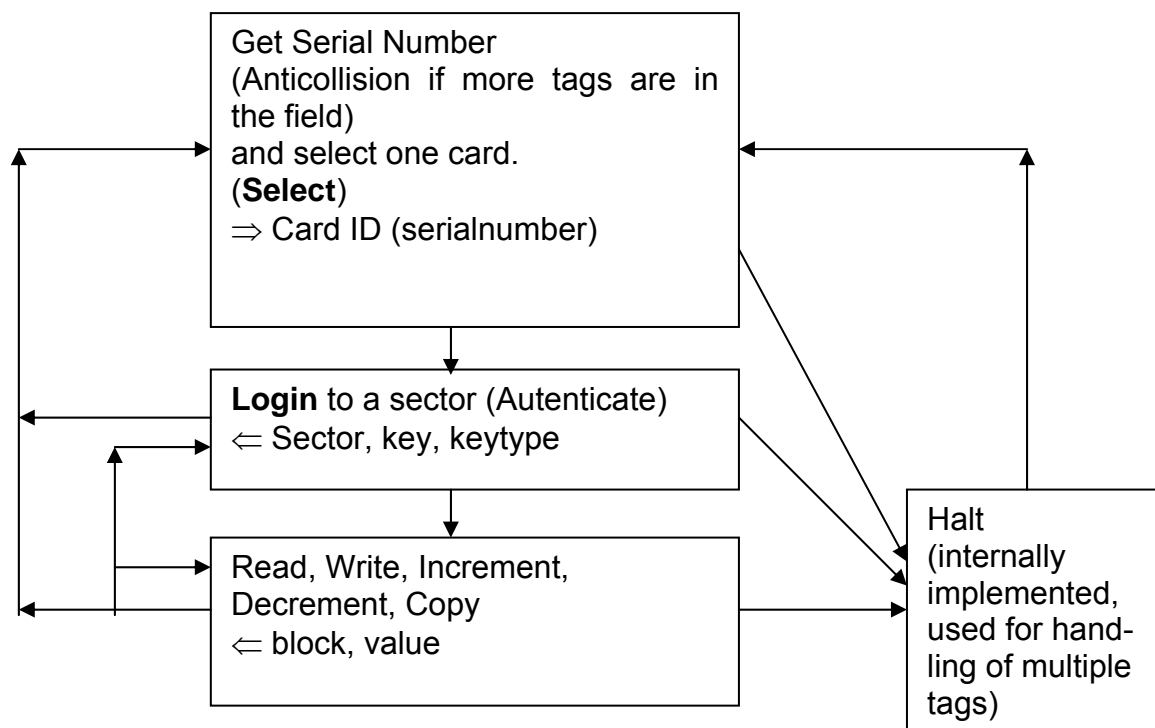 Get Serial Number
(Anticollision if more tags are in
the field)
and select one card.
(Select)
⇒ Card ID (serialnumber)
Login to a sector (Autenticate)
⇐ Sector, key, keytype
Read, Write, Increment,
Decrement, Copy
⇐ block, value
Halt
(internally
implemented,
used for hand-
ling of multiple
tags)